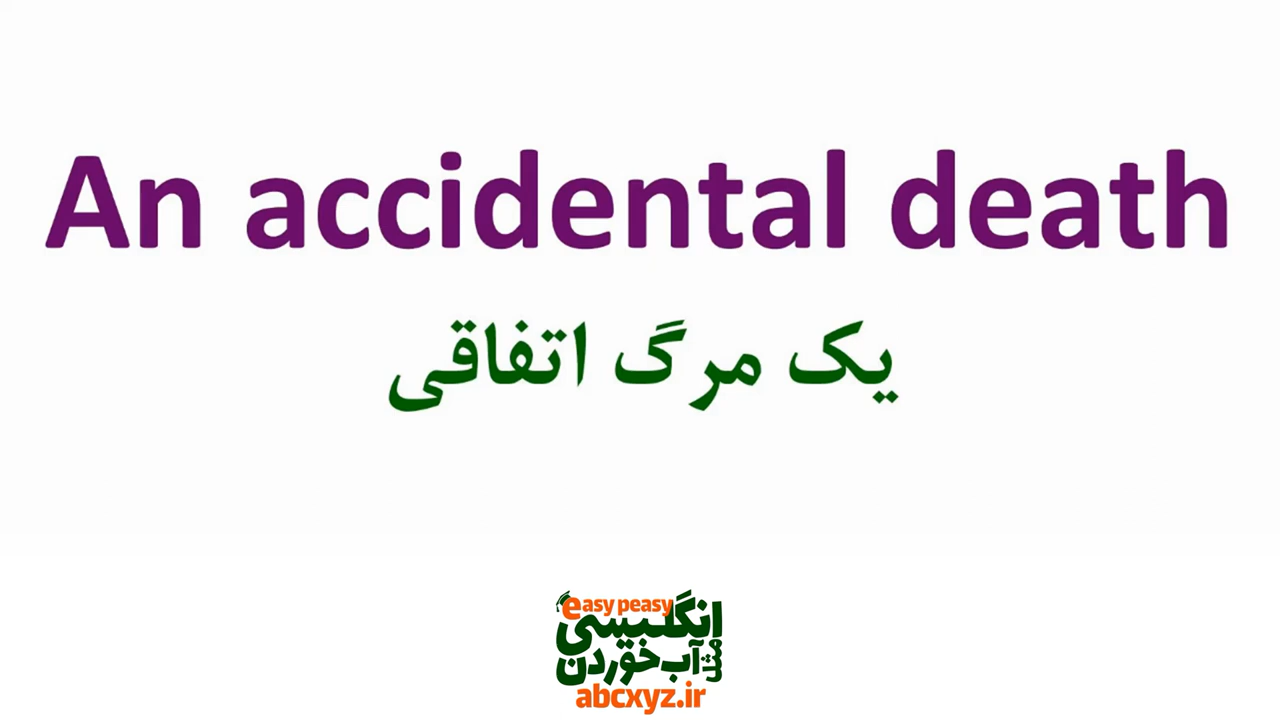 An accidental death
یک مرگ اتفاقی
easy peasy
انگلیسی
مثل آب خوردن
abcxyz.ir